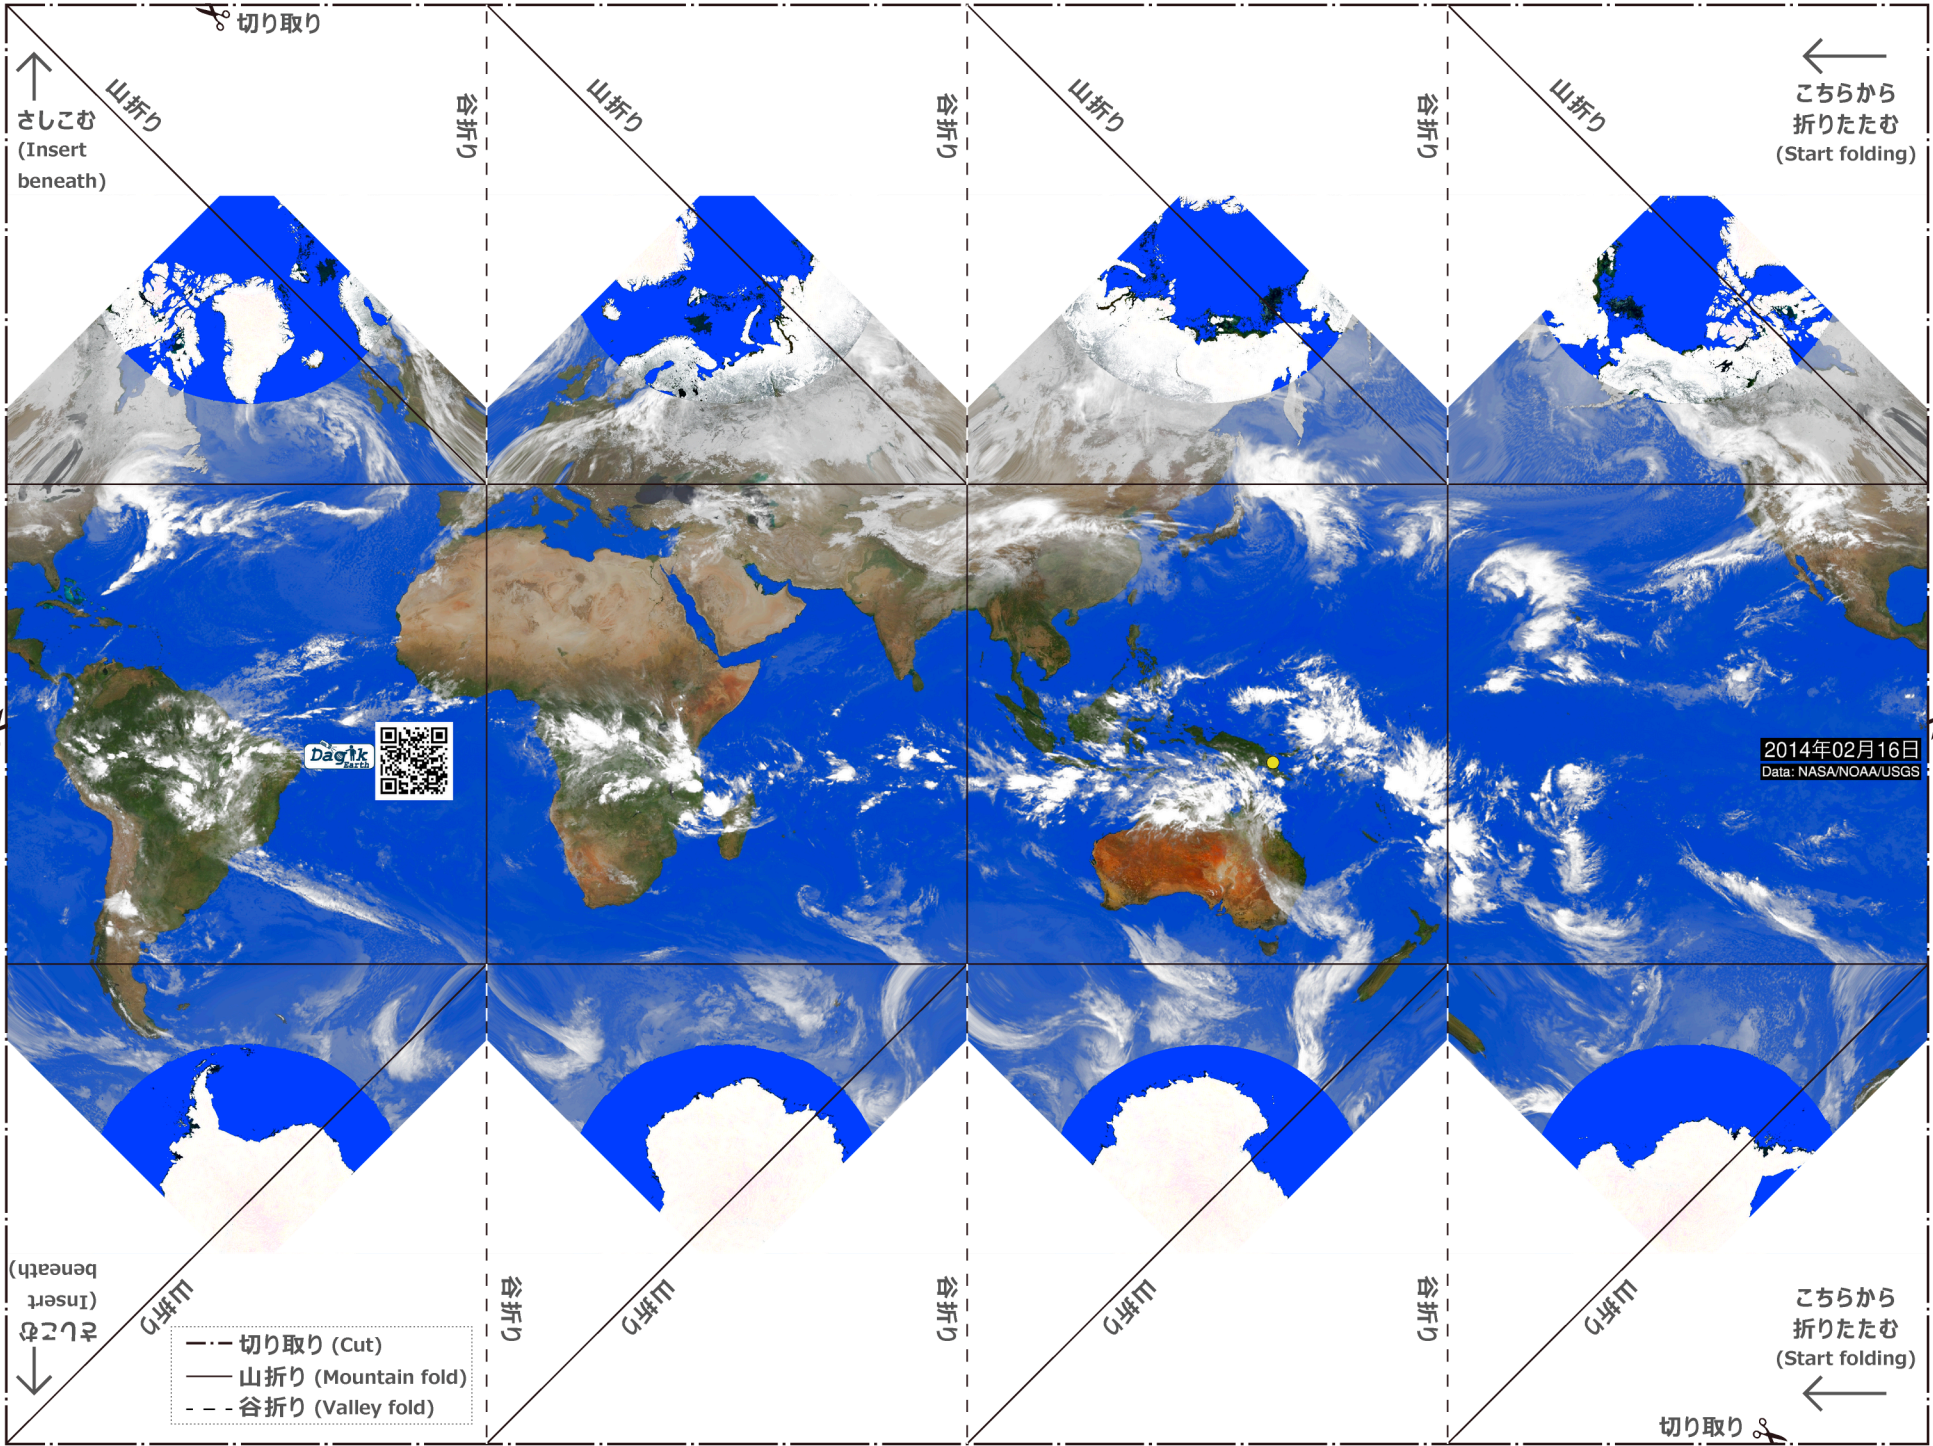 切り取り
山折り
谷折り
山折り
谷折り
山折り
谷折り
山折り
さしこむ
(Insert
beneath)
こちらから
折りたたむ
(Start folding)
Dagik
Earth
2014年02月16日
Data: NASA/NOAA/USGS
さしこむ
(Insert
beneath)
山折り
谷折り
山折り
谷折り
山折り
谷折り
山折り
こちらから
折りたたむ
(Start folding)
切り取り (Cut)
山折り (Mountain fold)
谷折り (Valley fold)
切り取り